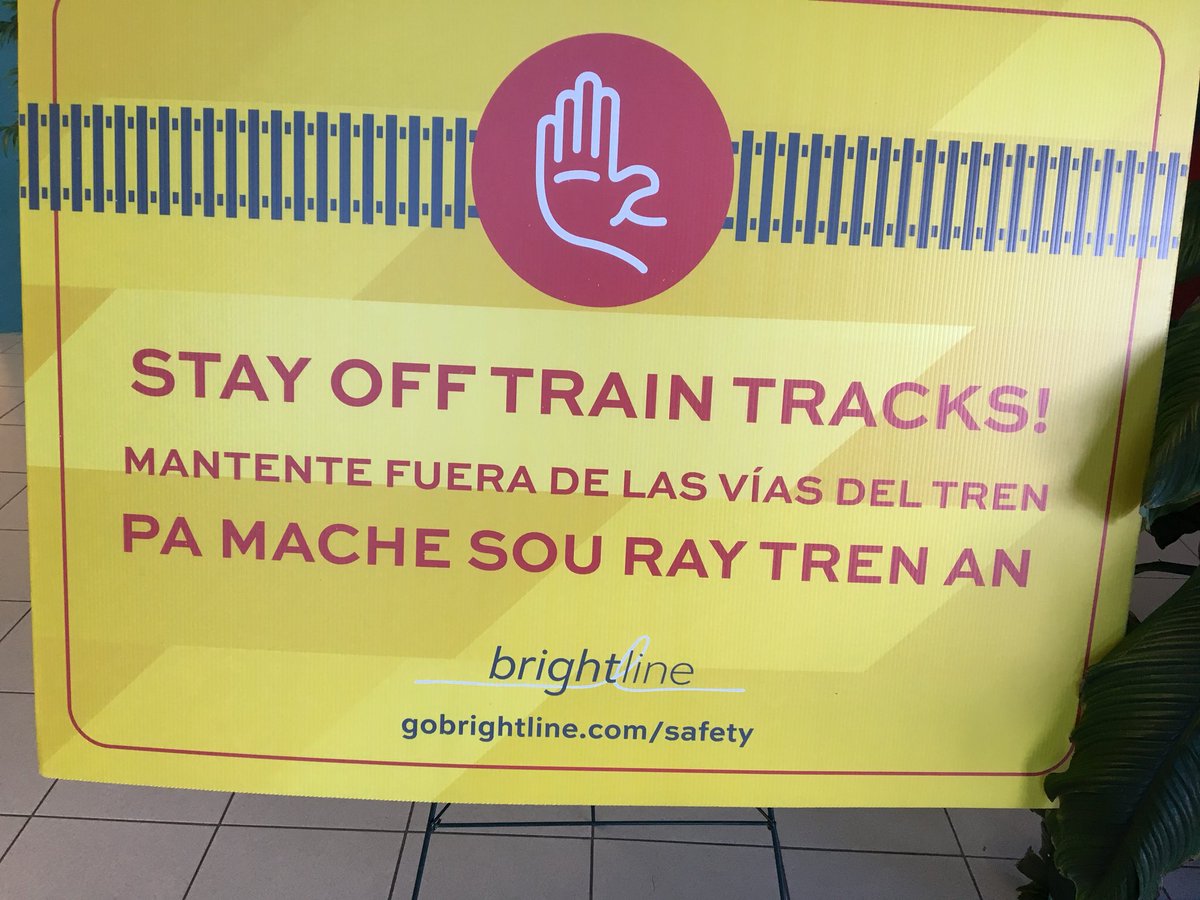 STAY OFF TRAIN TRACKS!
MANTENTE FUERA DE LAS VÍAS DEL TREN
PA MACHE SOU RAY TREN AN
brightline
gobrightline.com/safety